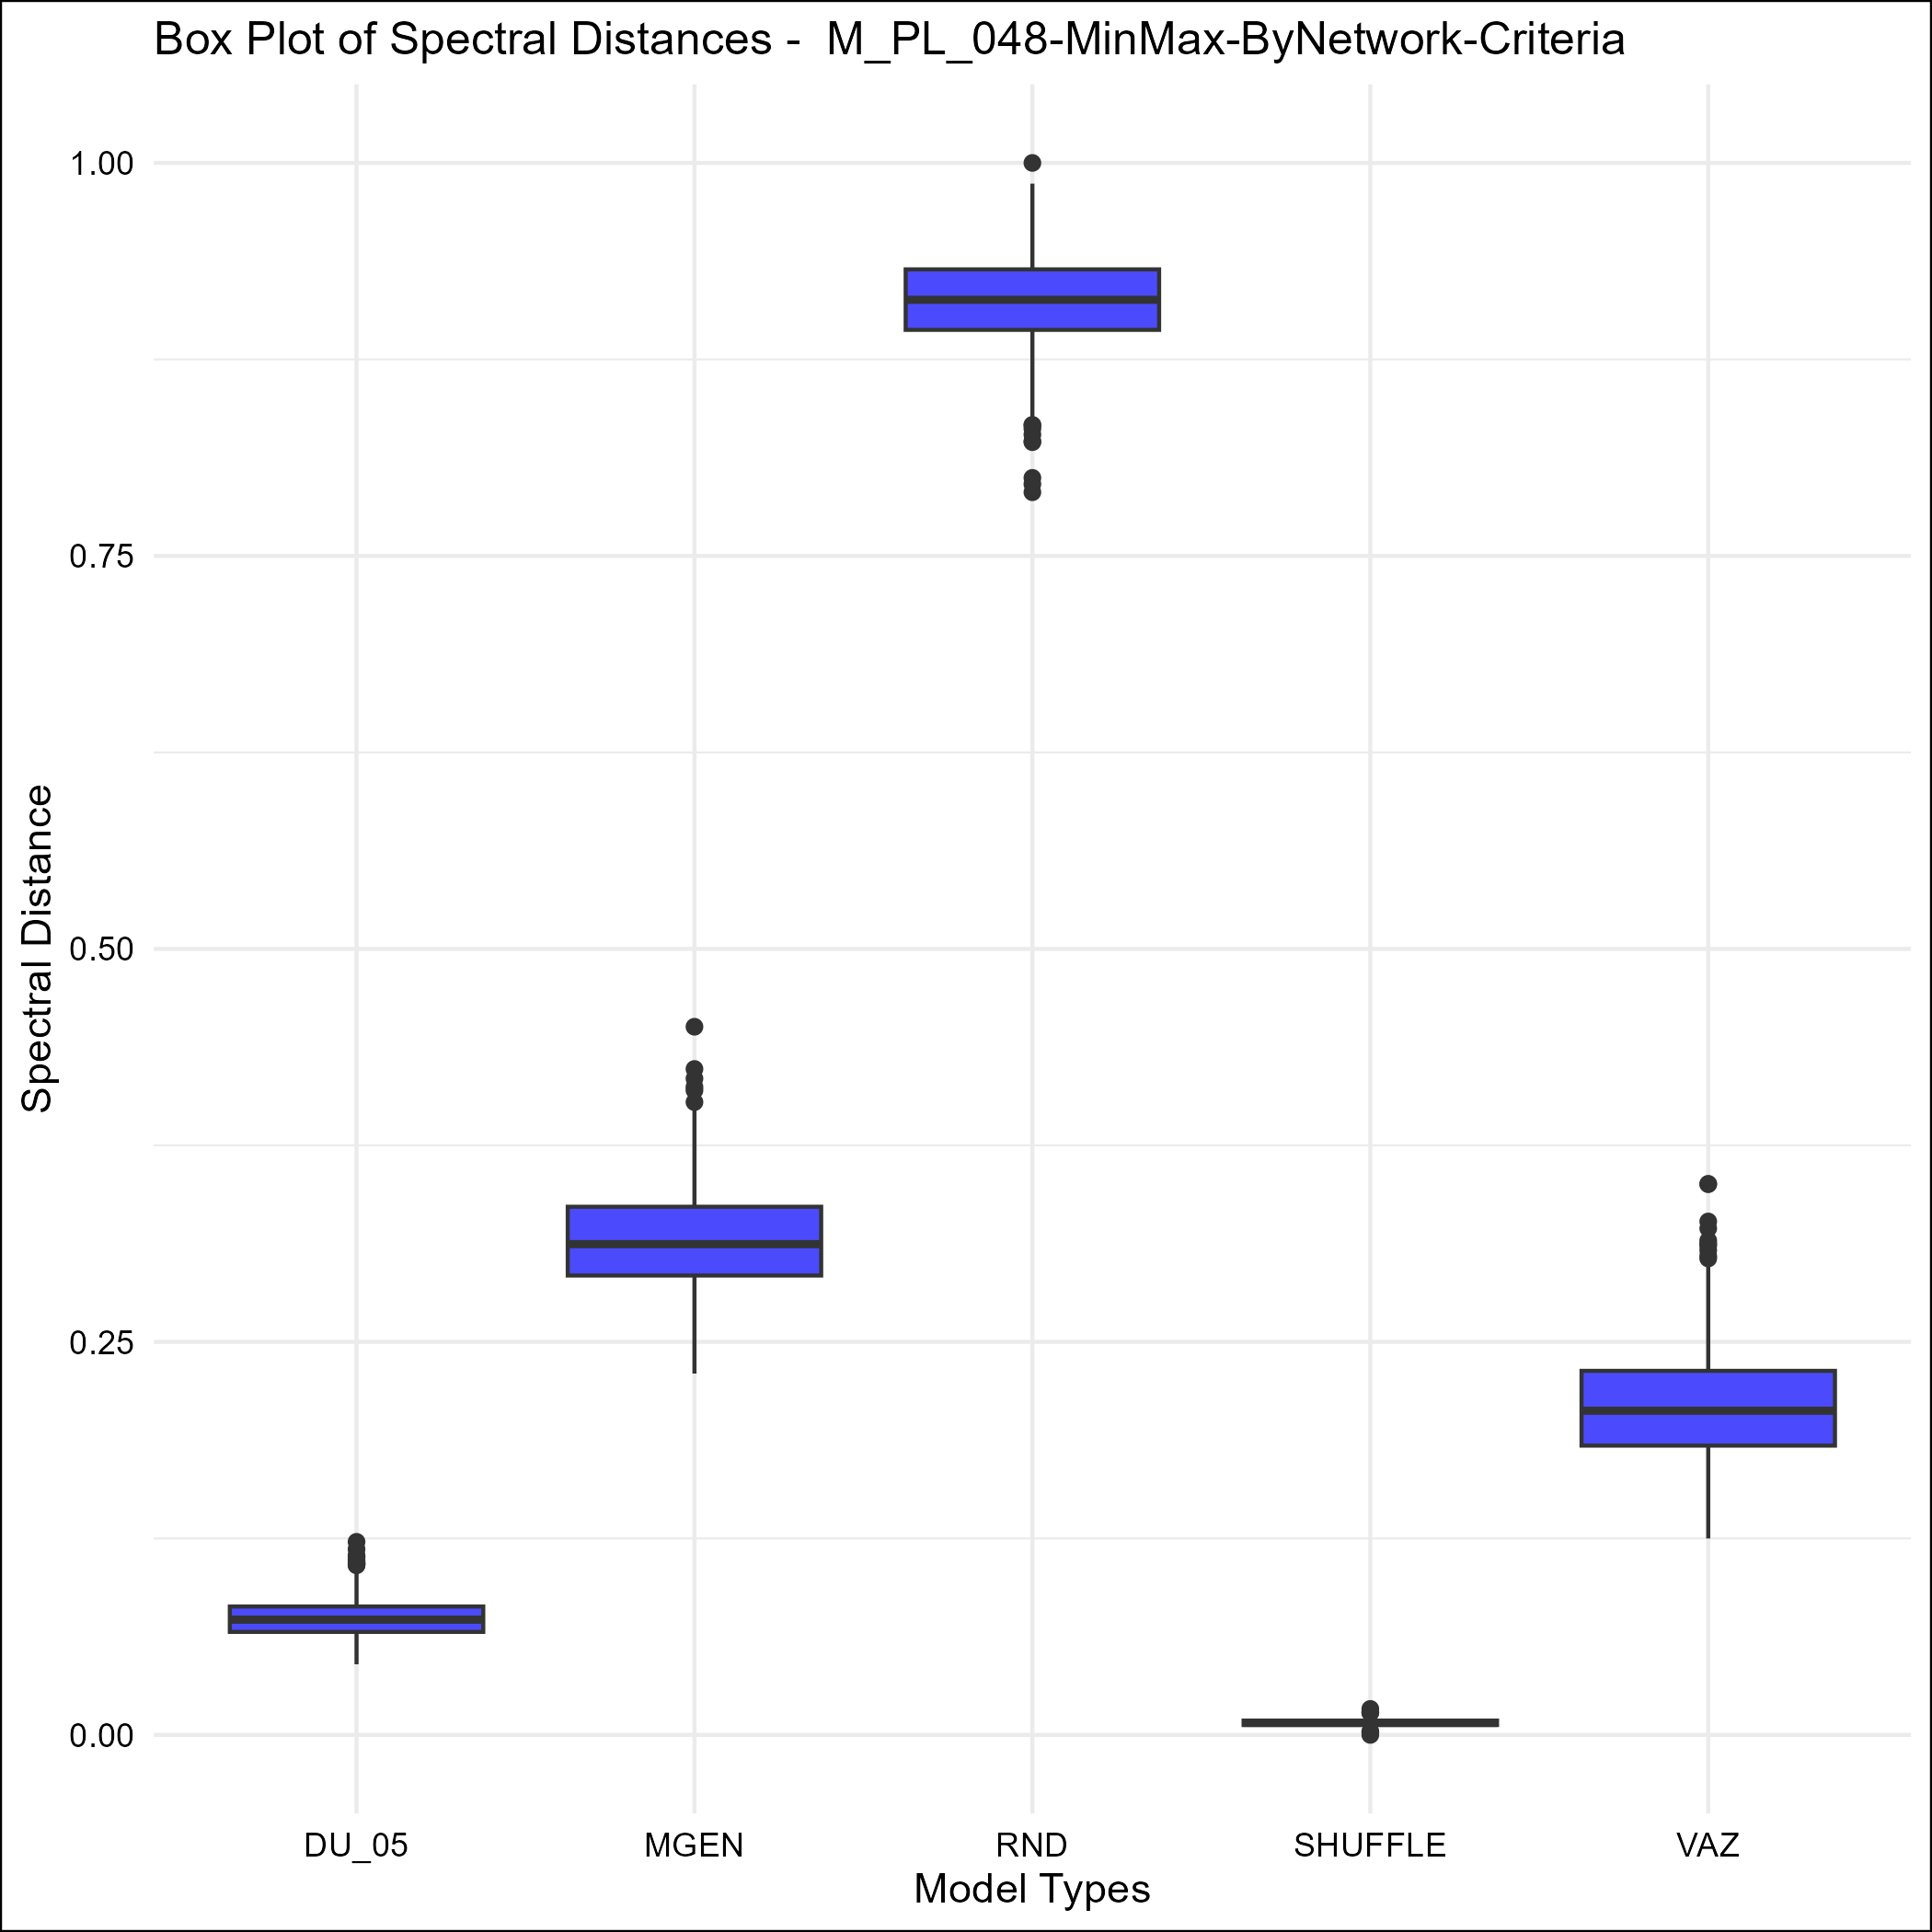 Box Plot of Spectral Distances -  M_PL_048-MinMax-ByNetwork-Criteria
Spectral Distance
1.00
0.75
0.50
0.25
0.00
DU_05 MGEN RND SHUFFLE VAZ
Model Types